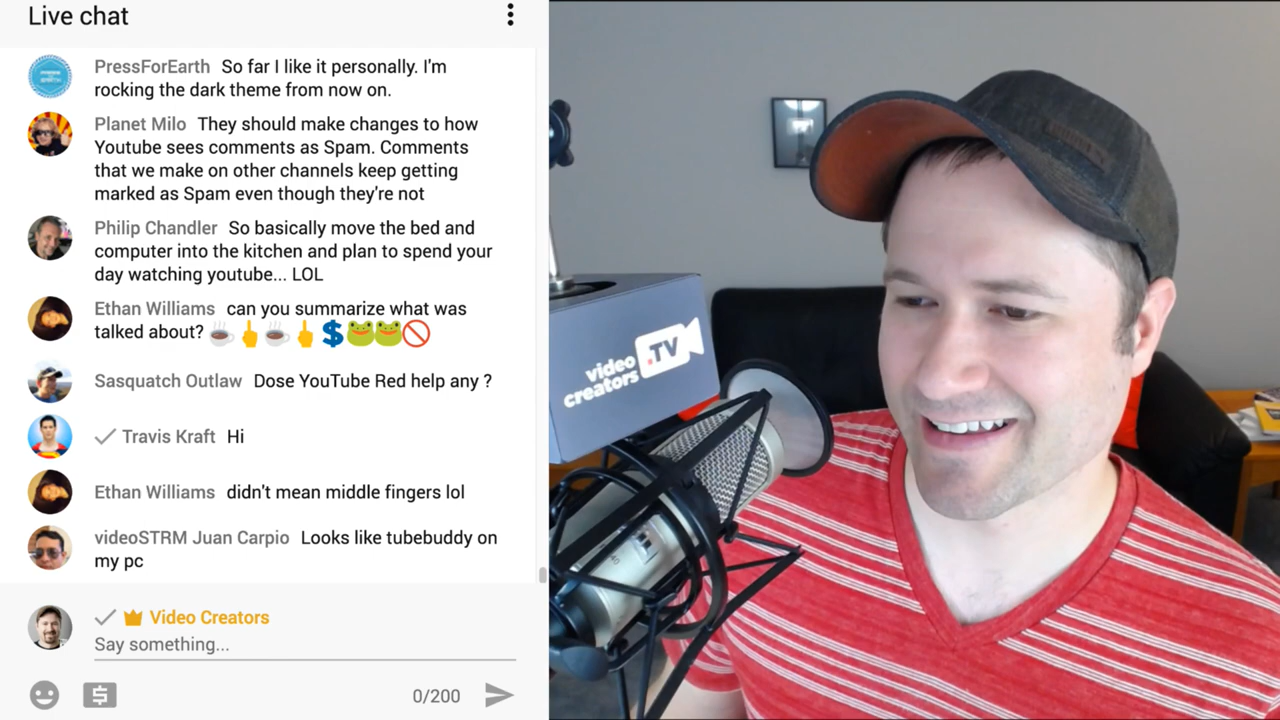 Live chat
PressForEarth So far I like it personally. I'm
rocking the dark theme from now on.
Planet Milo They should make changes to how
Youtube sees comments as Spam. Comments
that we make on other channels keep getting
marked as Spam even though they're not
Philip Chandler So basically move the bed and
computer into the kitchen and plan to spend your
day watching youtube... LOL
Ethan Williams can you summarize what was
talked about? ☕🖕☕🖕💲🐸🐸🚫
Sasquatch Outlaw Dose YouTube Red help any ?
Travis Kraft Hi
Ethan Williams didn't mean middle fingers lol
videoSTRM Juan Carpio Looks like tubebuddy on
my pc
Video Creators
Say something...
0/200
video
creators
.TV